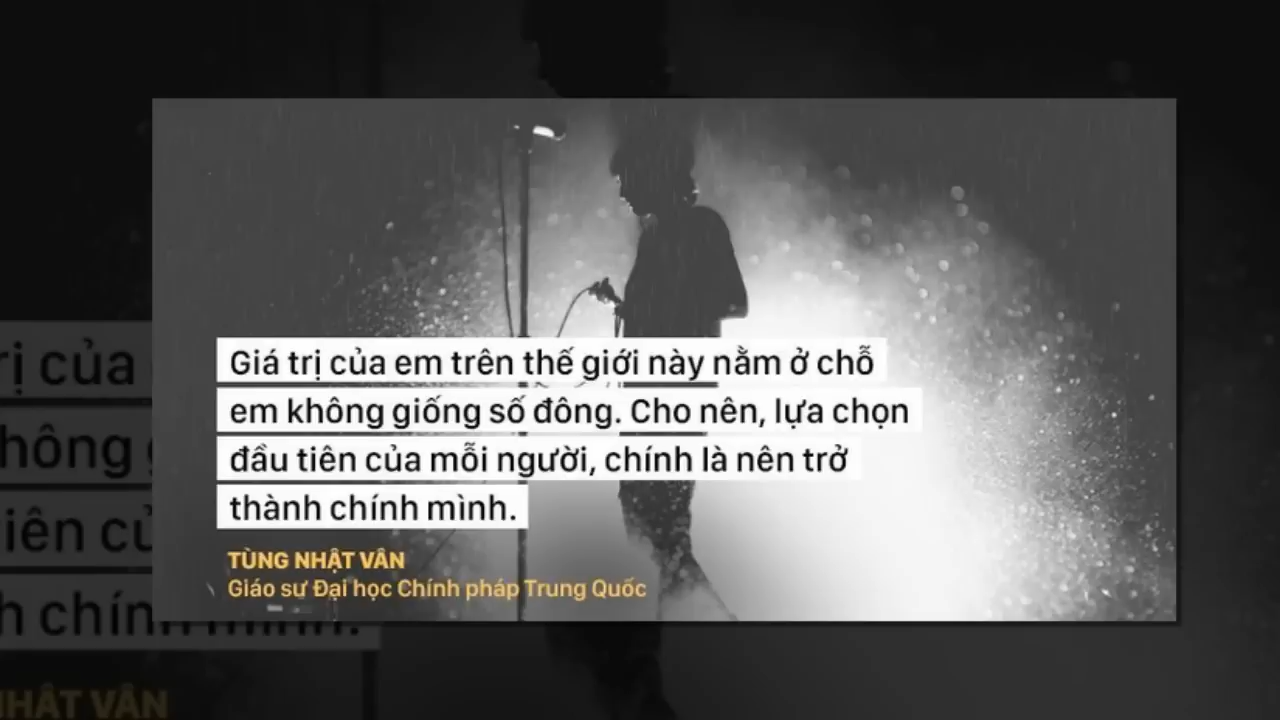 Giá trị của em trên thế giới này nằm ở chỗ
em không giống số đông. Cho nên, lựa chọn
đầu tiên của mỗi người, chính là nên trở
thành chính mình.
TÙNG NHẬT VÂN
Giáo sư Đại học Chính pháp Trung Quốc